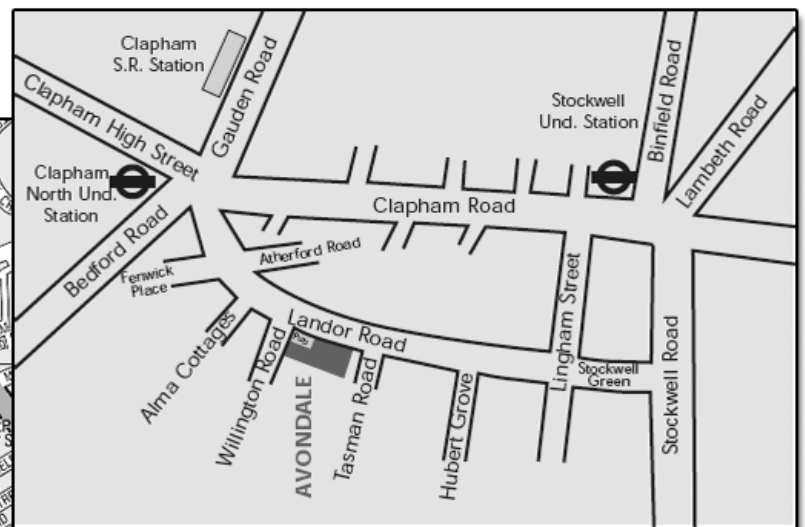 Clapham
S.R. Station
Gauden Road
Binfield Road
Lambeth Road
Clapham High Street
Stockwell
Und. Station
Clapham
North Und.
Station
Clapham Road
Bedford Road
Atherford Road
Fenwick
Place
Lingham Street
Landor Road
Pub
Alma Cottages
Willington Road
AVONDALE
Tasman Road
Hubert Grove
Stockwell
Green
Stockwell Road